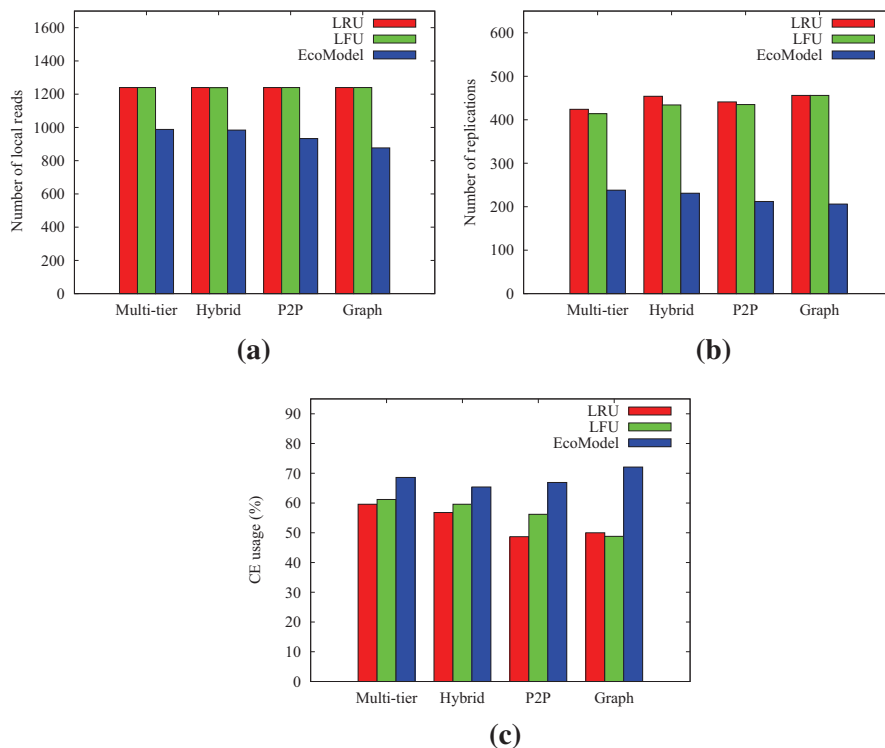 1600
1400
1200
1000
800
600
400
200
0
Number of local reads
LRU
LFU
EcoModel
Multi-tier Hybrid P2P Graph
(a)
600
500
400
300
200
100
0
Number of replications
LRU
LFU
EcoModel
Multi-tier Hybrid P2P Graph
(b)
90
80
70
60
50
40
30
20
10
0
CE usage (%)
LRU
LFU
EcoModel
Multi-tier Hybrid P2P Graph
(c)